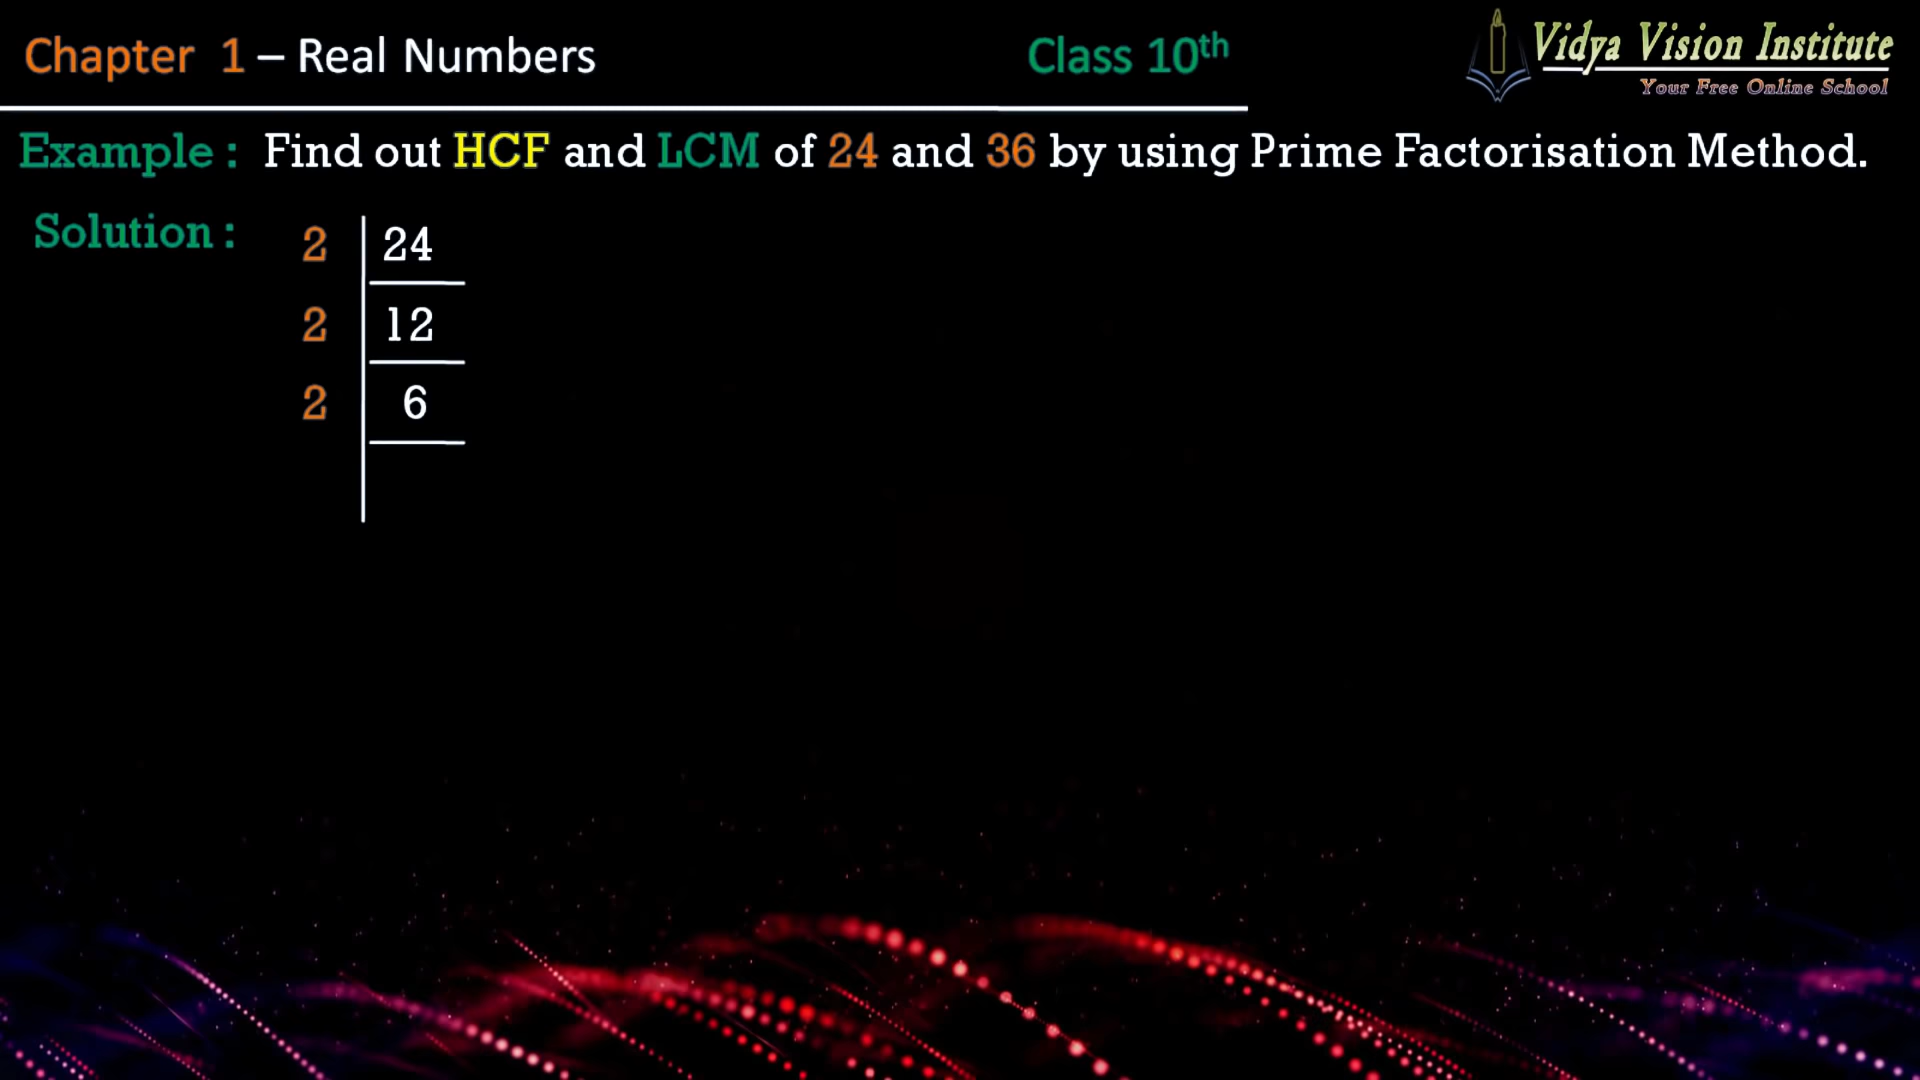 Chapter 1 – Real Numbers
Class 10th
Vidya Vision Institute
Your Free Online School
Example : Find out HCF and LCM of 24 and 36 by using Prime Factorisation Method.
Solution :
2 24
2 12
2 6